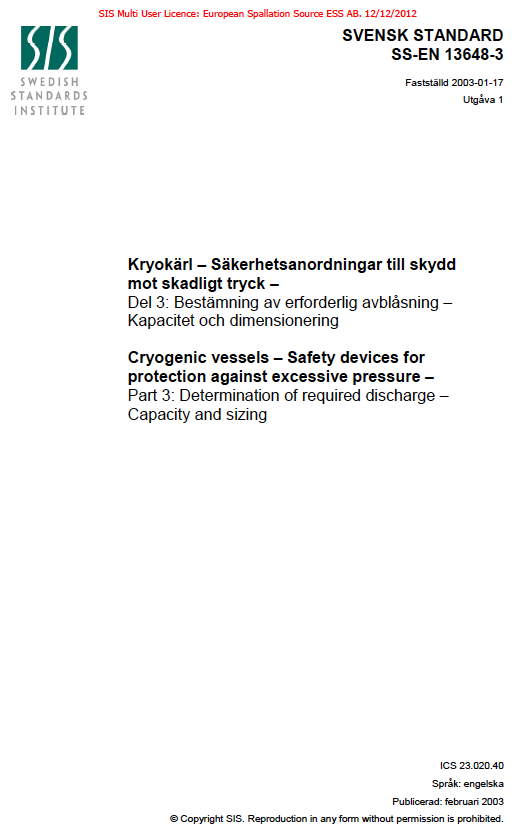 SIS Multi User Licence: European Spallation Source ESS AB. 12/12/2012
SIS
SWEDISH
STANDARDS
INSTITUTE
SVENSK STANDARD
SS-EN 13648-3
Fastställd 2003-01-17
Utgåva 1
Kryokärl – Säkerhetsanordningar till skydd
mot skadligt tryck –
Del 3: Bestämning av erforderlig avblåsning –
Kapacitet och dimensionering
Cryogenic vessels – Safety devices for
protection against excessive pressure –
Part 3: Determination of required discharge –
Capacity and sizing
ICS 23.020.40
Språk: engelska
Publicerad: februari 2003
© Copyright SIS. Reproduction in any form without permission is prohibited.